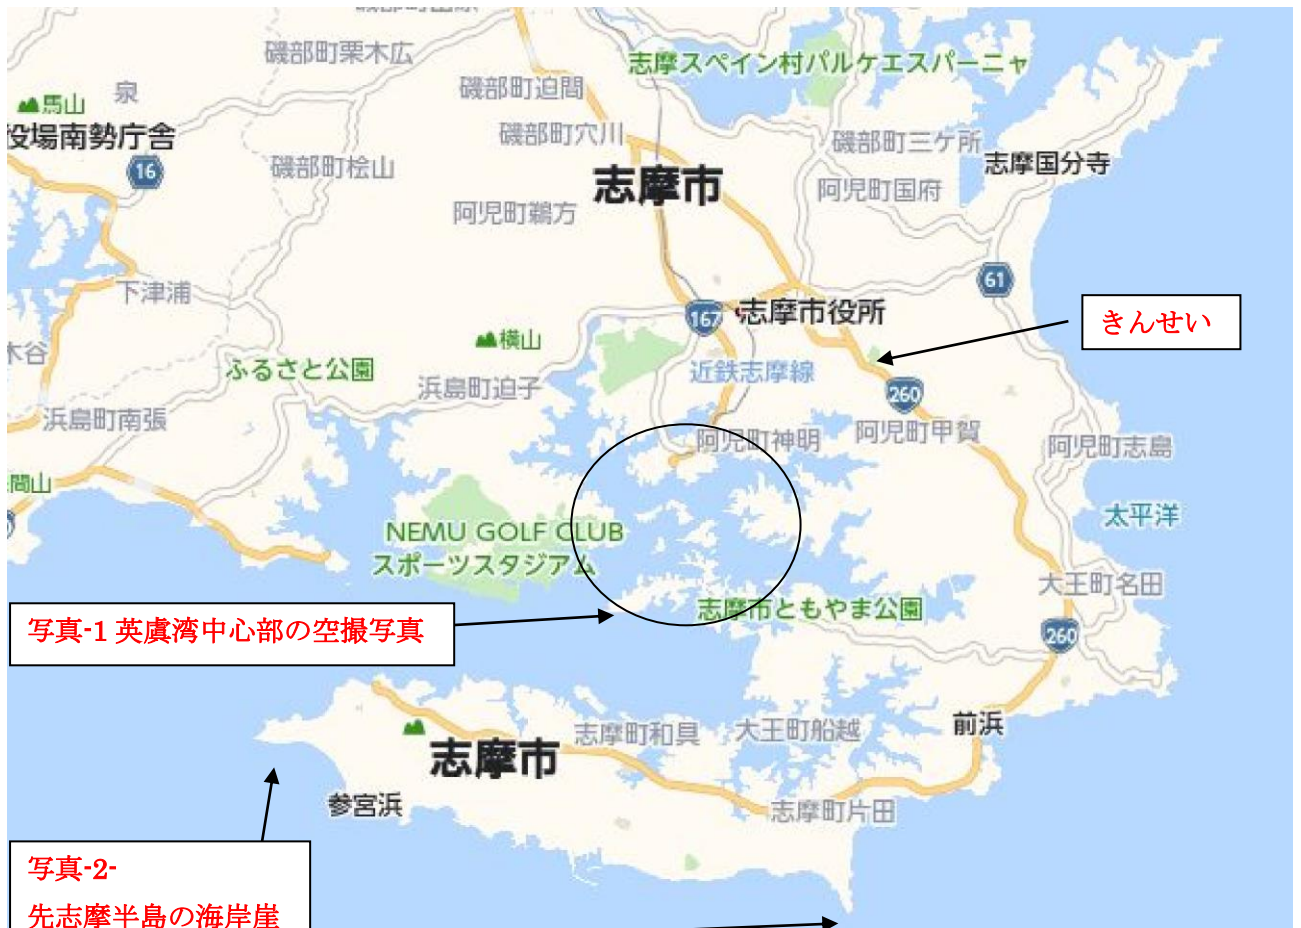 磯部町栗木広
志摩スペイン村パルケエスパーニャ
馬山
泉
磯部町迫間
役場南勢庁舎
磯部町穴川
磯部町三ケ所
志摩国分寺
16
磯部町桧山
志摩市
阿児町国府
阿児町鵜方
下津浦
61
167
志摩市役所
きんせい
横山
木谷
ふるさと公園
近鉄志摩線
浜島町迫子
260
浜島町南張
阿児町神明
阿児町甲賀
阿児町志島
間山
太平洋
NEMU GOLF CLUB
スポーツスタジアム
大王町名田
志摩市ともやま公園
写真-1 英虞湾中心部の空撮写真
260
前浜
志摩町和具
大王町船越
志摩市
参宮浜
志摩町片田
写真-2-
先志摩半島の海岸崖